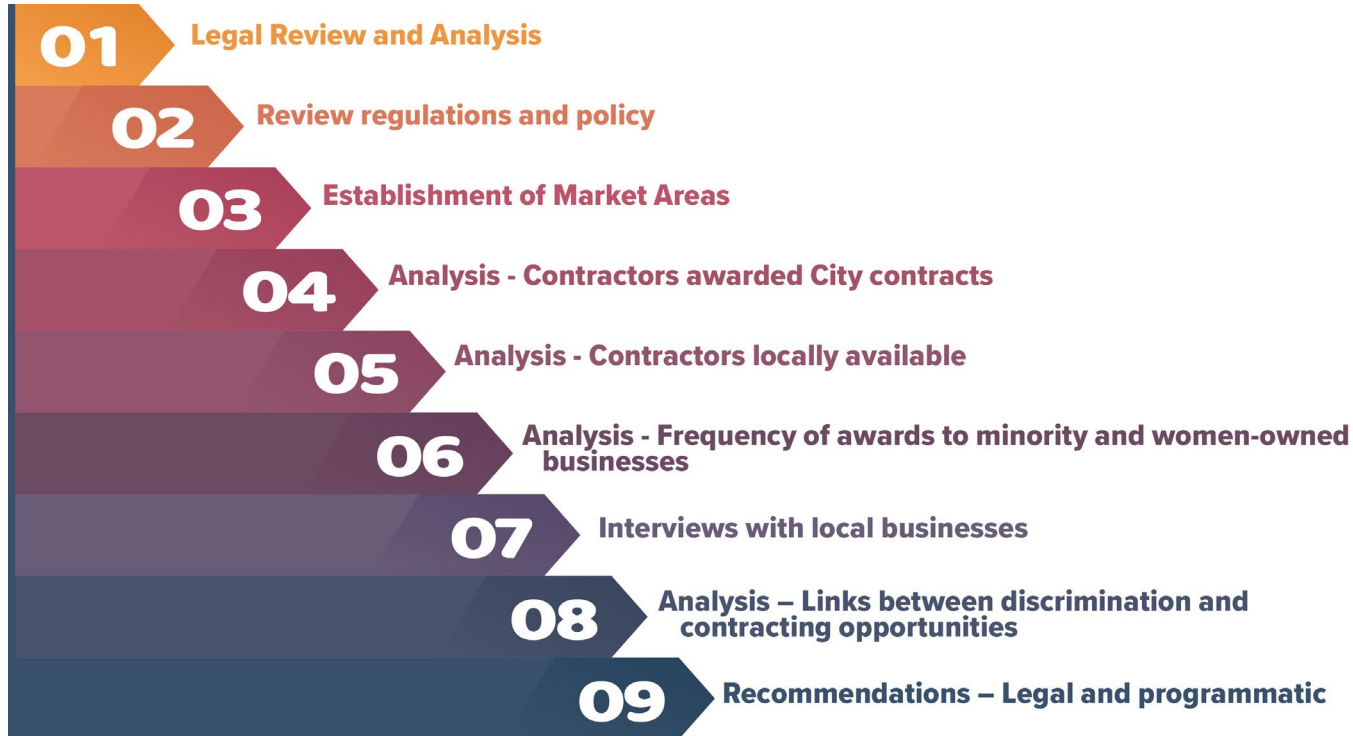 01
Legal Review and Analysis
02
Review regulations and policy
03
Establishment of Market Areas
04
Analysis - Contractors awarded City contracts
05
Analysis - Contractors locally available
06
Analysis - Frequency of awards to minority and women-owned
businesses
07
Interviews with local businesses
08
Analysis – Links between discrimination and
contracting opportunities
09
Recommendations – Legal and programmatic